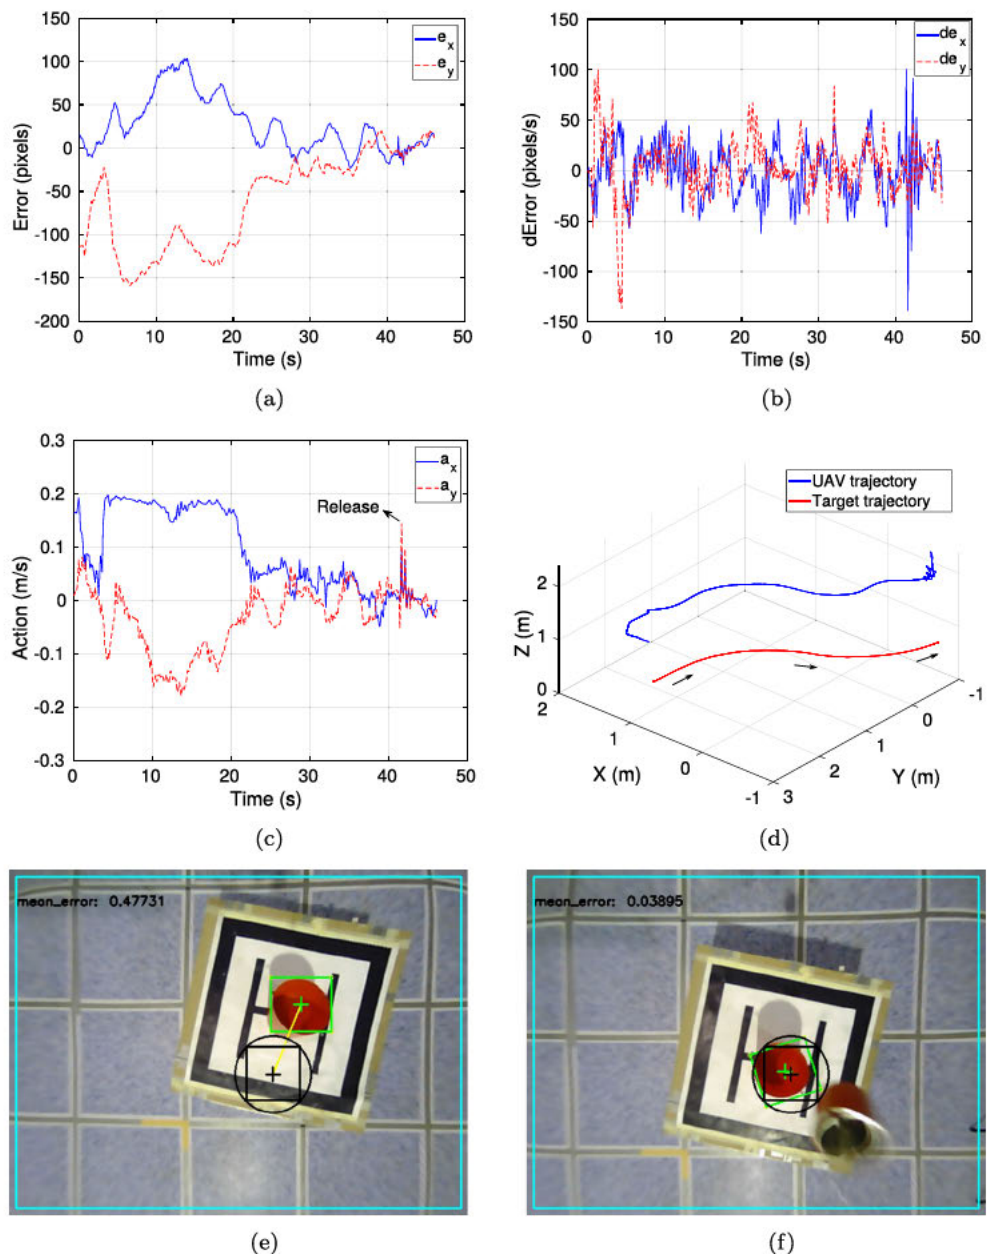 150
100
50
0
-50
-100
-150
-200
Error (pixels)
e_x
e_y
0 10 20 30 40 50
Time (s)
(a)
150
100
50
0
-50
-100
-150
dError (pixels/s)
de_x
de_y
0 10 20 30 40 50
Time (s)
(b)
0.3
0.2
0.1
0
-0.1
-0.2
-0.3
Action (m/s)
a_x
a_y
Release
0 10 20 30 40 50
Time (s)
(c)
UAV trajectory
Target trajectory
2
1
0
Z (m)
2
1
0
-1
X (m)
3
2
1
0
-1
Y (m)
(d)
mean_error: 0.47731
H
(e)
mean_error: 0.03895
H
(f)